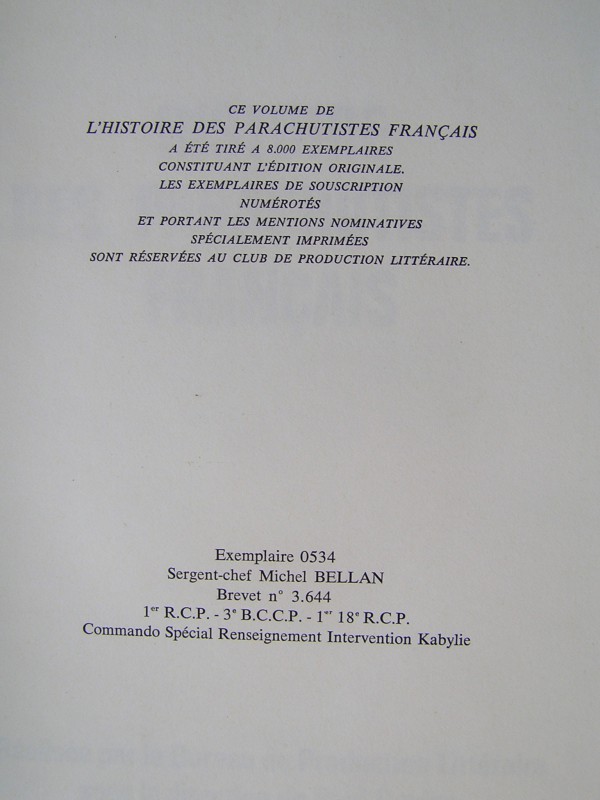 CE VOLUME DE
L'HISTOIRE DES PARACHUTISTES FRANÇAIS
A ÉTÉ TIRÉ A 8.000 EXEMPLAIRES
CONSTITUANT L'ÉDITION ORIGINALE.
LES EXEMPLAIRES DE SOUSCRIPTION
NUMÉROTÉS
ET PORTANT LES MENTIONS NOMINATIVES
SPÉCIALEMENT IMPRIMÉES
SONT RÉSERVÉES AU CLUB DE PRODUCTION LITTÉRAIRE.
Exemplaire 0534
Sergent-chef Michel BELLAN
Brevet n° 3.644
1er R.C.P. - 3e B.C.C.P. - 1er 18e R.C.P.
Commando Spécial Renseignement Intervention Kabylie